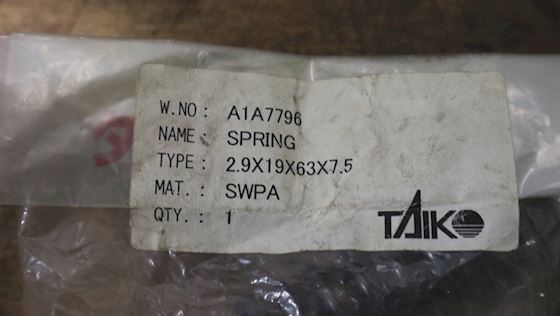 W.NO : A1A7796
NAME : SPRING
TYPE : 2.9X19X63X7.5
MAT. : SWPA
QTY. : 1
TAIKO